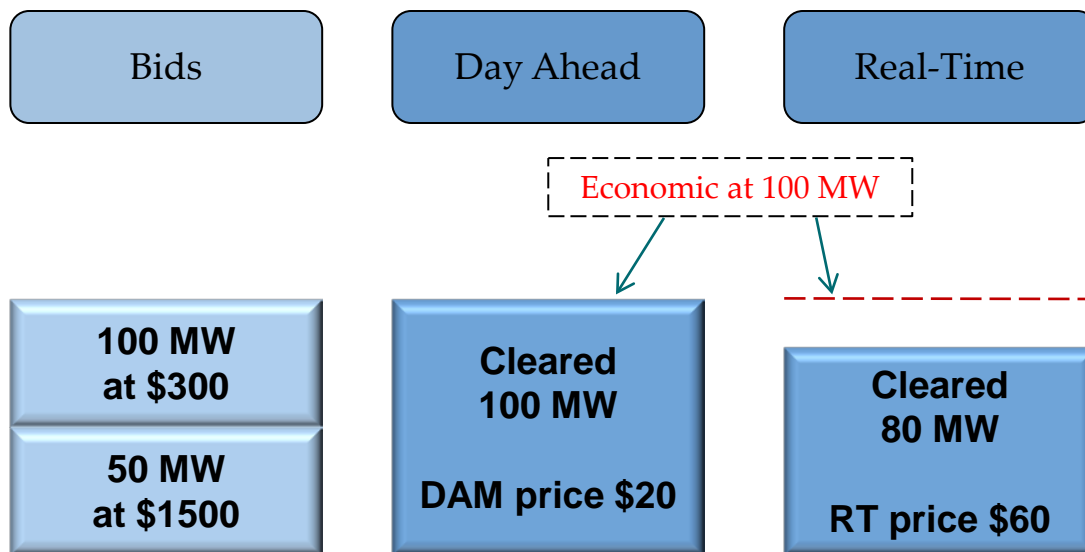 Bids
Day Ahead
Real-Time
Economic at 100 MW
100 MW
at $300
50 MW
at $1500
Cleared
100 MW
DAM price $20
Cleared
80 MW
RT price $60